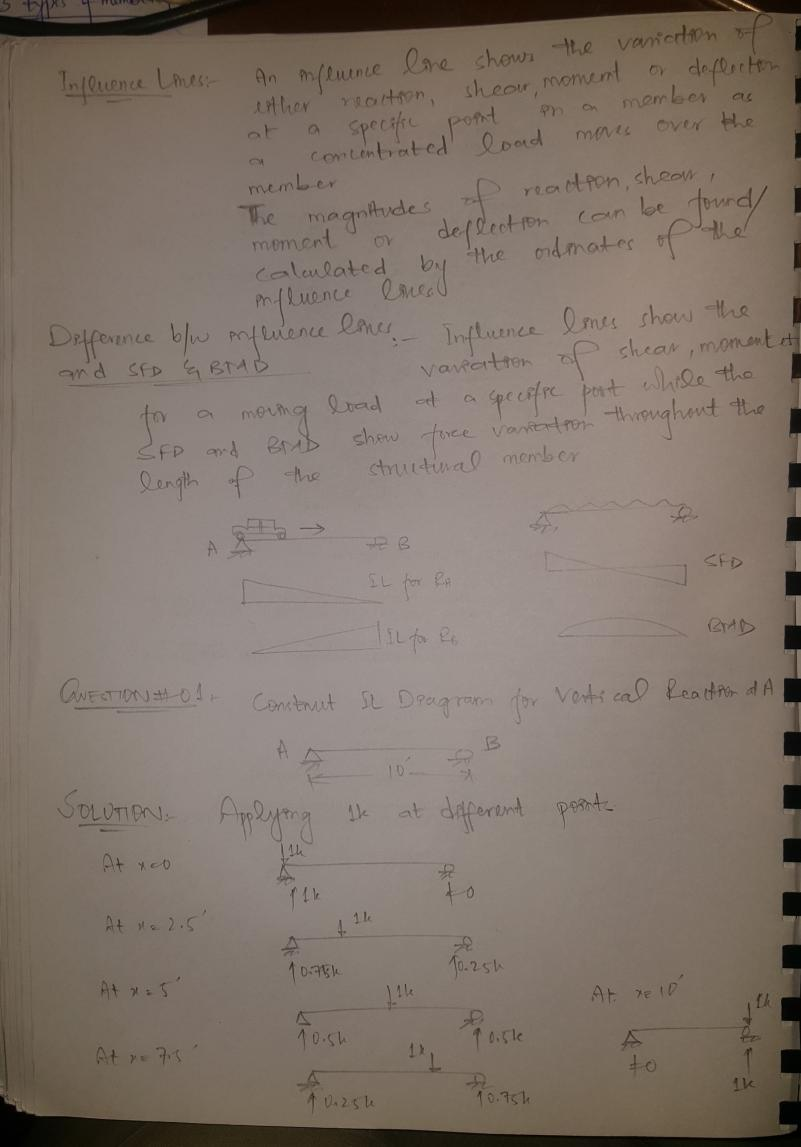 5 types of moment
Influence Lines:- An influence line shows the variation of
either reaction, shear, moment or deflection
at a specific point in a member as
a concentrated load moves over the
member
The magnitudes of reaction, shear,
moment or deflection can be found/
calculated by the ordinates of the
influence lines
Difference b/w influence lines:- Influence lines show the
and SFD & BMD variation of shear, moment
for a moving load at a specific point while the
SFD and BMD show force variation throughout the
length of the structural member
A B
SFD
IL for RA
IL for RB
BMD
QUESTION # 01:- Construct IL Diagram for Vertical Reaction at A
A B
10'
SOLUTION:- Applying 1k at different points
At x=0 1k
1k 0
At x = 2.5' 1k
0.75k 0.25k
At x = 5' 1k
0.5k 0.5k
At x = 7.5' 1k
0.25k 0.75k
At x = 10' 1k
0
1k